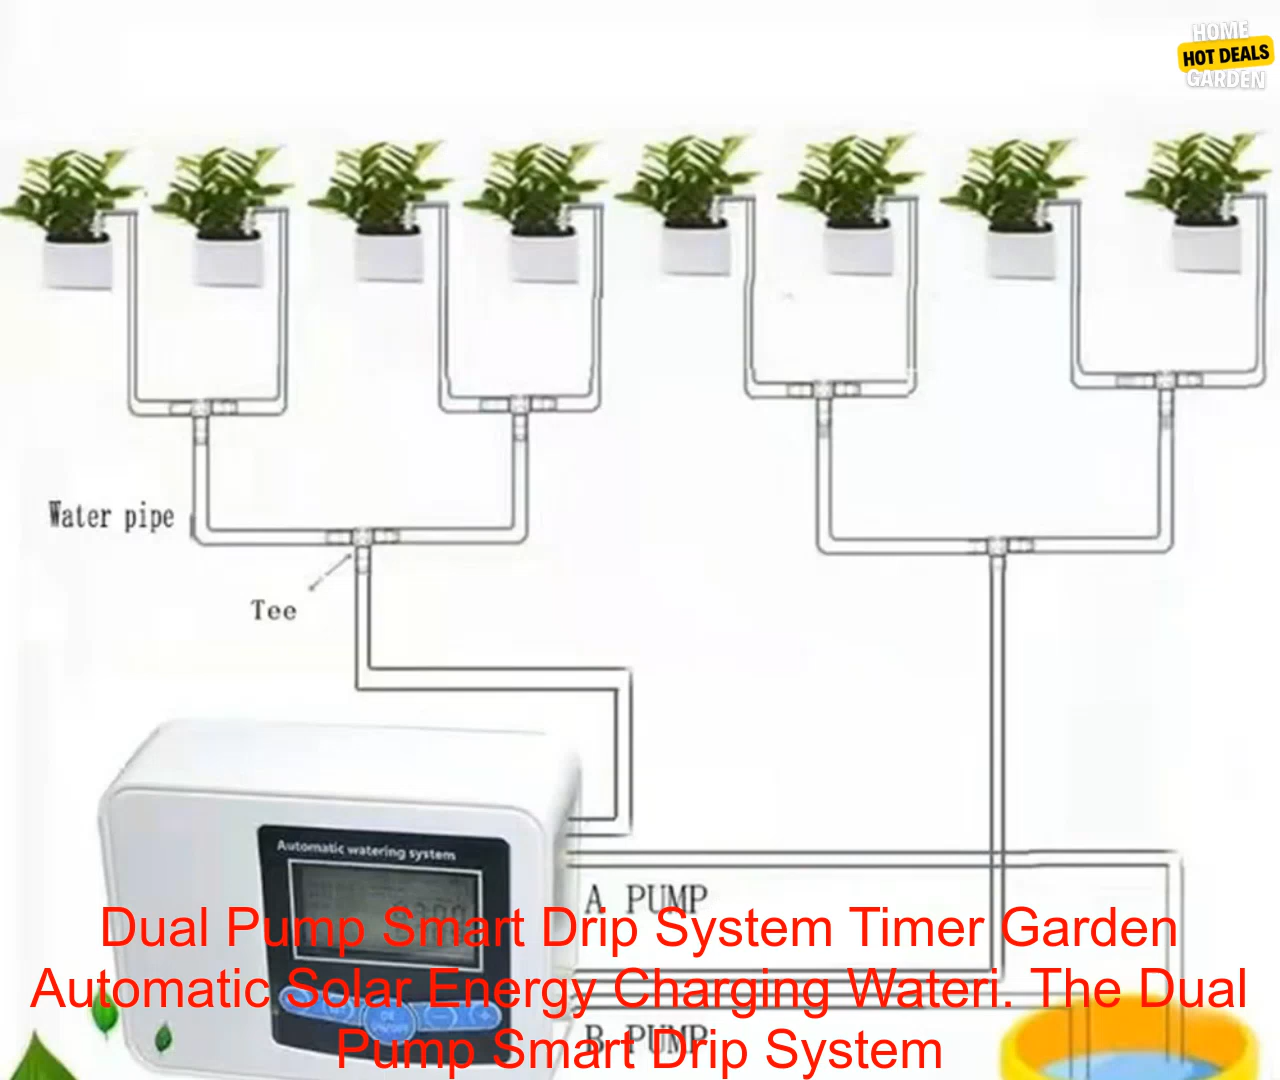 HOME
HOT DEALS
GARDEN
Water pipe
Tee
Automatic watering system
A PUMP
Dual Pump Smart Drip System Timer Garden
Automatic Solar Energy Charging Wateri. The Dual
Pump Smart Drip System
B PUMP